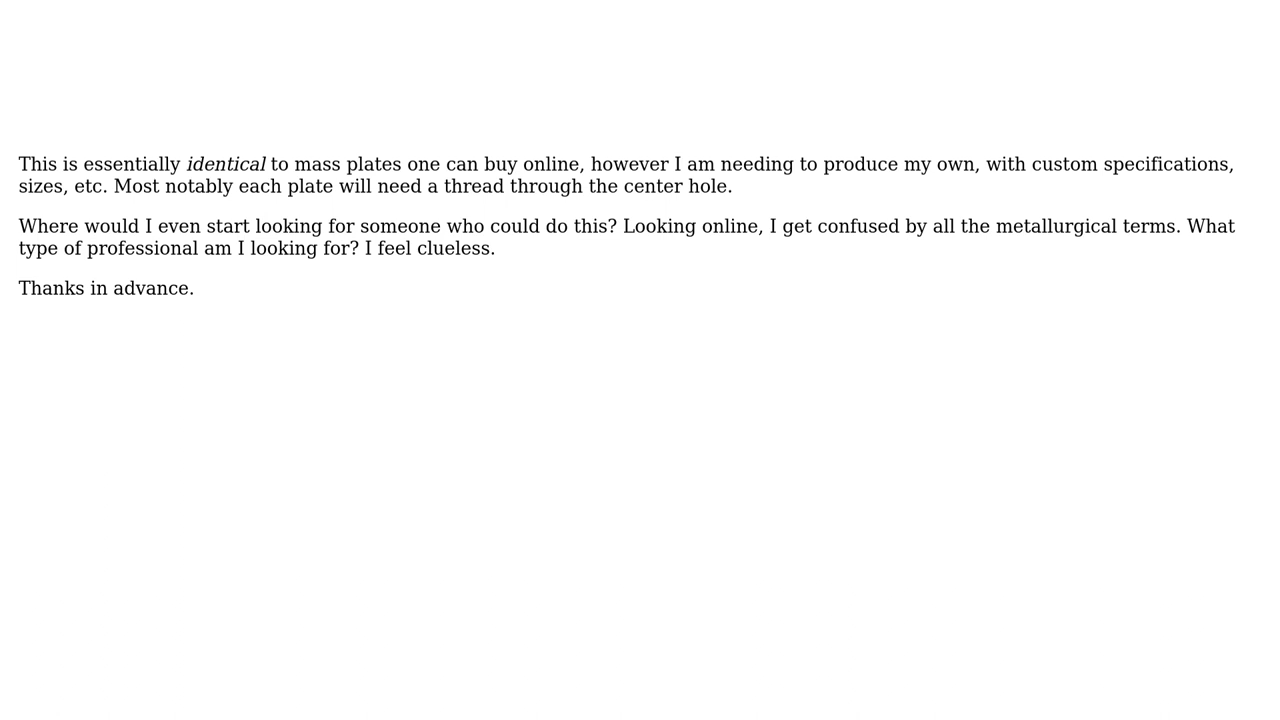 This is essentially identical to mass plates one can buy online, however I am needing to produce my own, with custom specifications,
sizes, etc. Most notably each plate will need a thread through the center hole.
Where would I even start looking for someone who could do this? Looking online, I get confused by all the metallurgical terms. What
type of professional am I looking for? I feel clueless.
Thanks in advance.